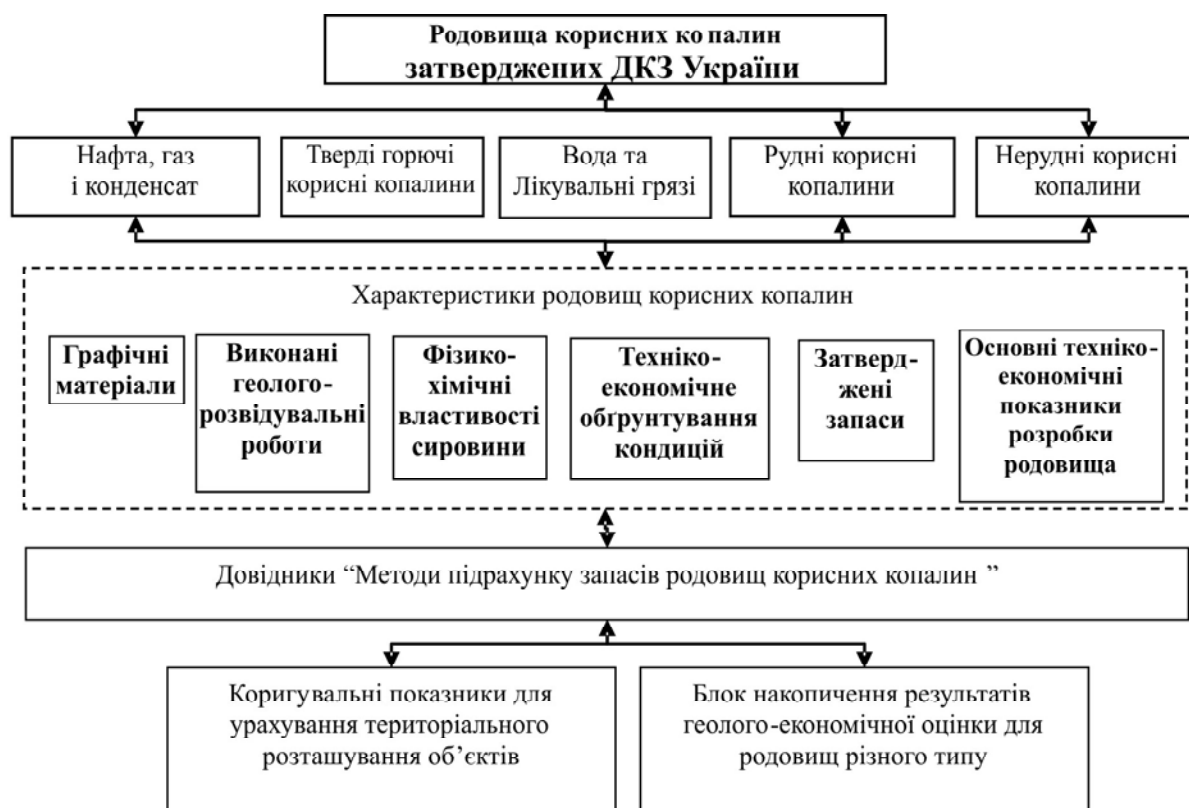 Родовища корисних копалин
затверджених ДКЗ України
Нафта, газ
і конденсат
Тверді горючі
корисні копалини
Вода та
Лікувальні грязі
Рудні корисні
копалини
Нерудні корисні
копалини
Характеристики родовищ корисних копалин
Графічні
матеріали
Виконані
геолого-
розвідувальні
роботи
Фізико-
хімічні
властивості
сировини
Техніко-
економічне
обґрунтування
кондицій
Затверд-
жені
запаси
Основні техніко-
економічні
показники
розробки
родовища
Довідники “Методи підрахунку запасів родовищ корисних копалин ”
Коригувальні показники для
урахування територіального
розташування об’єктів
Блок накопичення результатів
геолого-економічної оцінки для
родовищ різного типу